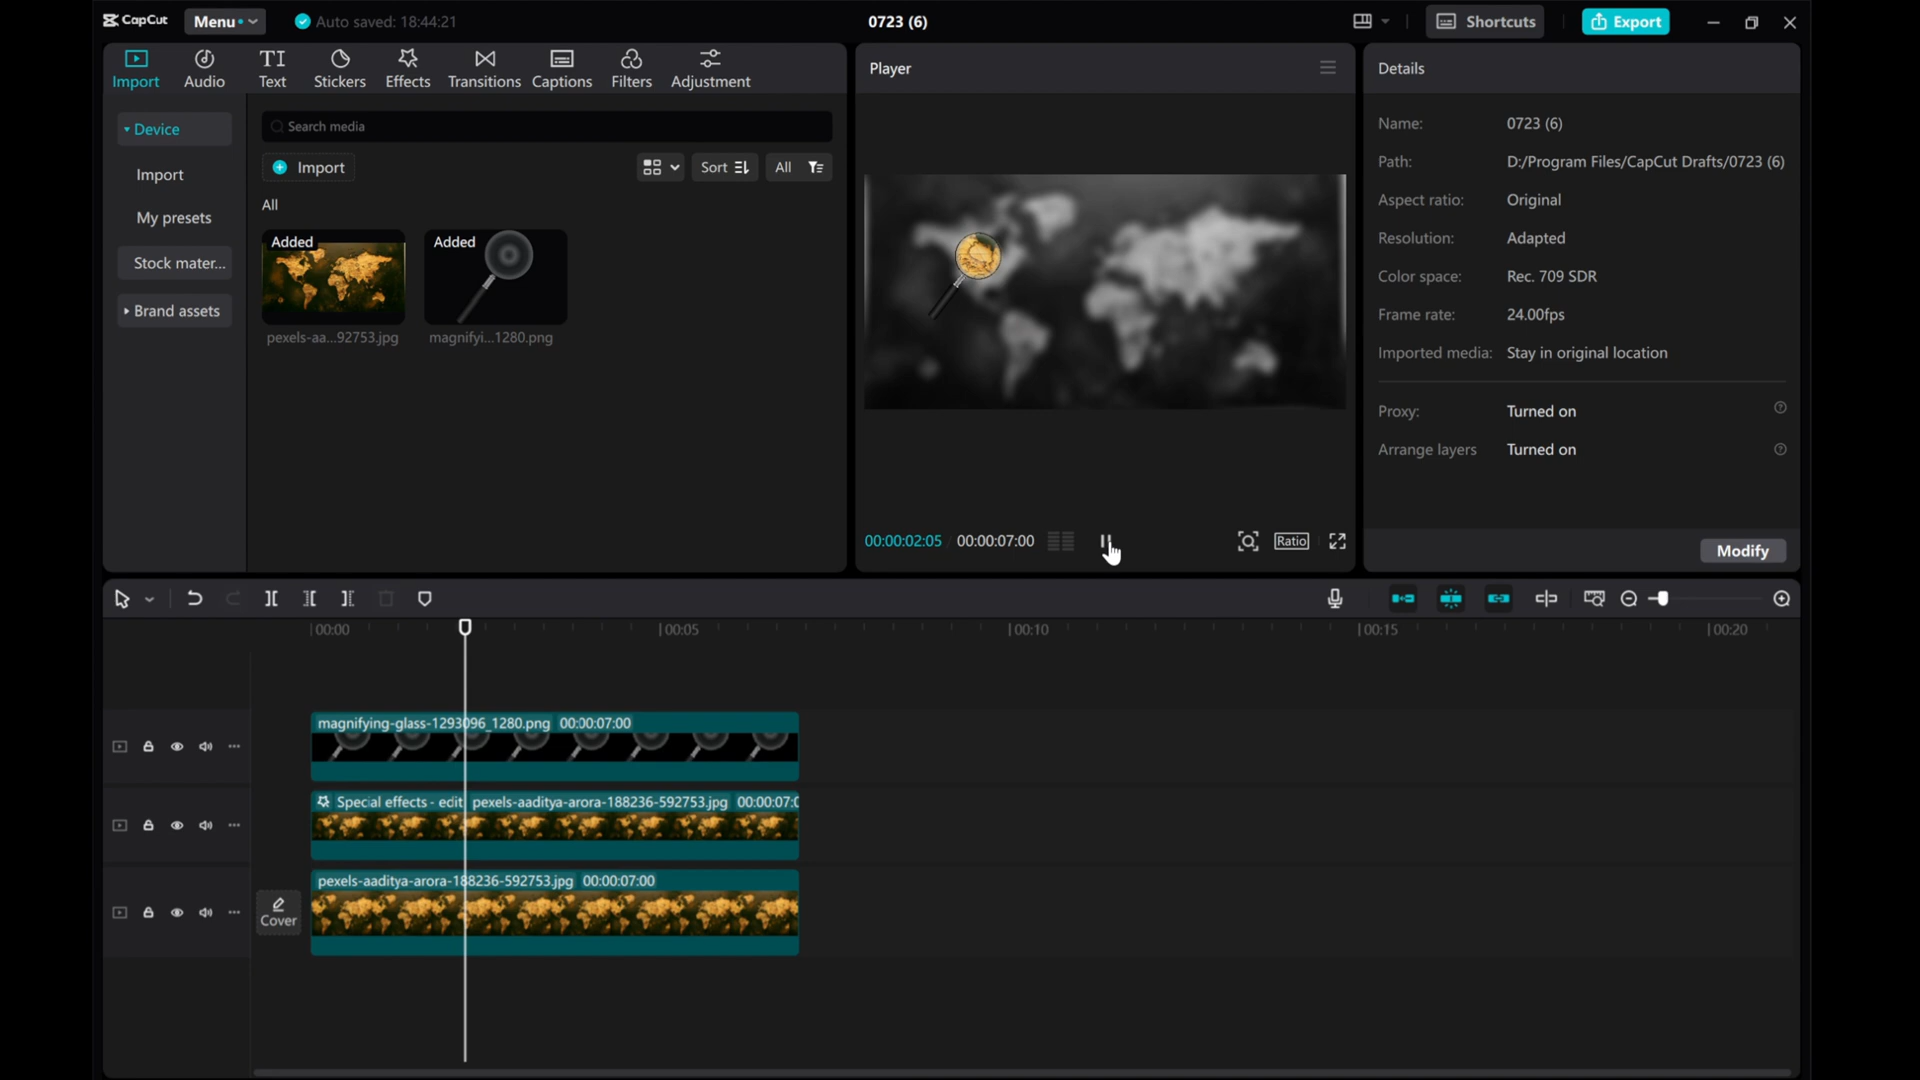 CapCut
Menu
Auto saved: 18:44:21
0723 (6)
Shortcuts
Export
Import
Audio
TI
Text
Stickers
Effects
Transitions
Captions
Filters
Adjustment
Device
Import
My presets
Stock mater...
Brand assets
Search media
Import
Sort
All
All
Added
pexels-aa...92753.jpg
Added
magnifyi...1280.png
Player
00:00:02:05
00:00:07:00
Ratio
Details
Name: 0723 (6)
Path: D:/Program Files/CapCut Drafts/0723 (6)
Aspect ratio: Original
Resolution: Adapted
Color space: Rec. 709 SDR
Frame rate: 24.00fps
Imported media: Stay in original location
Proxy: Turned on
Arrange layers Turned on
Modify
00:00
00:05
00:10
00:15
00:20
magnifying-glass-1293096_1280.png 00:00:07:00
Special effects - edit pexels-aaditya-arora-188236-592753.jpg 00:00:07:0
Cover
pexels-aaditya-arora-188236-592753.jpg 00:00:07:00